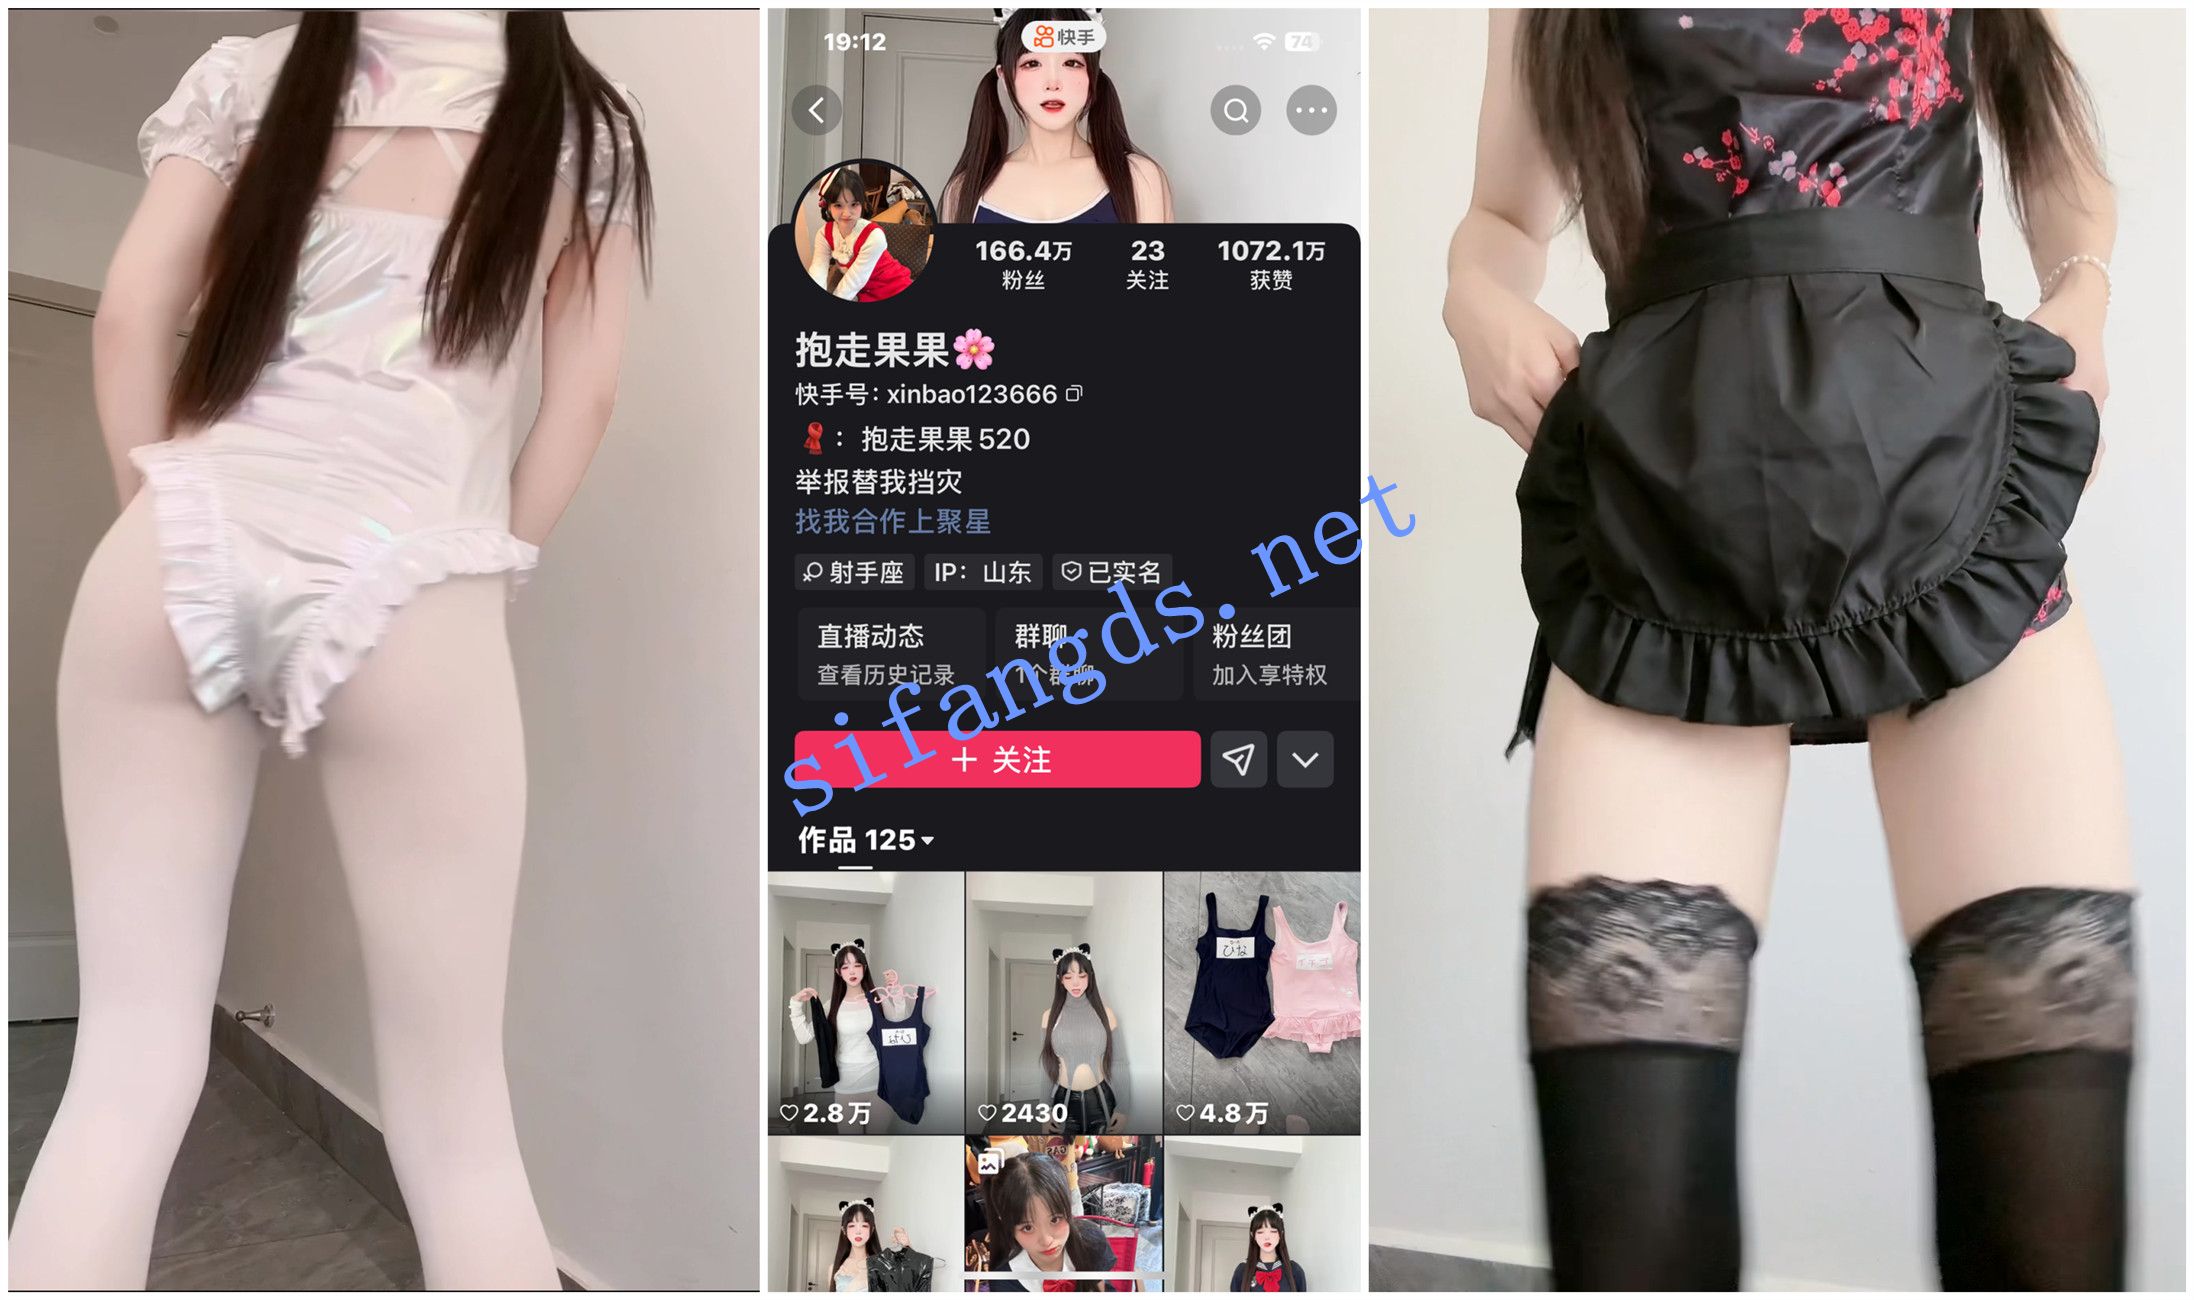 19:12
快手
74
166.4万
粉丝
23
关注
1072.1万
获赞
抱走果果
快手号: xinbao123666
： 抱走果果 520
举报替我挡灾
找我合作上聚星
射手座
IP： 山东
已实名
直播动态
查看历史记录
群聊
1个群聊
粉丝团
加入享特权
关注
sifangds.net
作品 125
ひな
2.8万
2430
4.8万